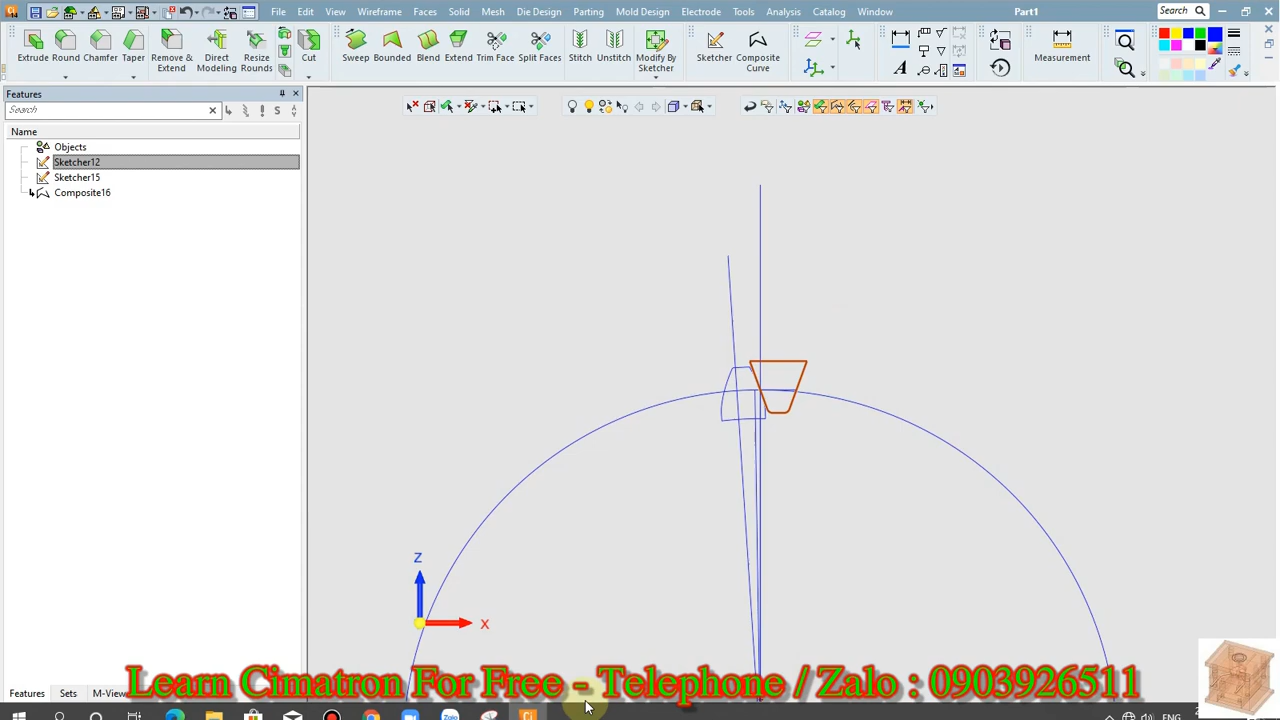 File Edit View Wireframe Faces Solid Mesh Die Design Parting Mold Design Electrode Tools Analysis Catalog Window Part1 Search
Extrude Round Chamfer Taper Remove & Extend Direct Modeling Resize Rounds Cut Sweep Bounded Blend Extend Trim Face Split Faces Stitch Unstitch Modify By Sketcher Sketcher Composite Curve A Measurement
Features
Search
S
Name
Objects
Sketcher12
Sketcher15
Composite16
Z
X
Features Sets M-View
Learn Cimatron For Free - Telephone / Zalo : 0903926511
Zalo
ENG